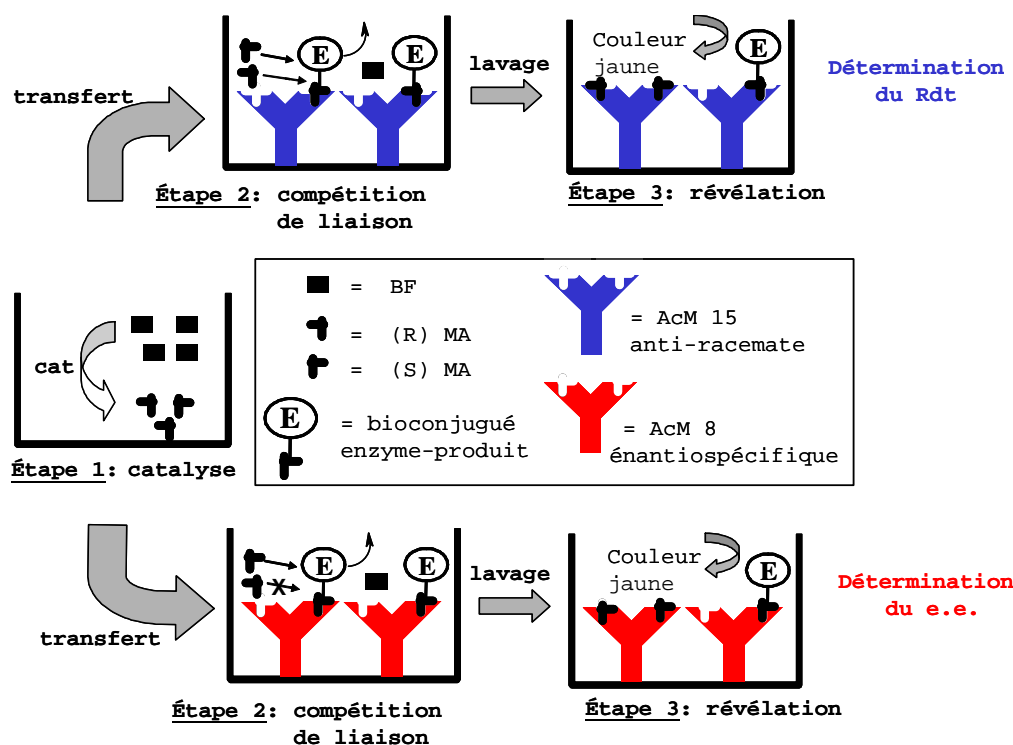 E
E
Couleur
jaune
E
lavage
Détermination
du Rdt
transfert
Étape 2: compétition
de liaison
Étape 3: révélation
= BF
= (R) MA
= (S) MA
E
= bioconjugué
enzyme-produit
= AcM 15
anti-racemate
= AcM 8
énantiospécifique
cat
Étape 1: catalyse
transfert
X
E
E
lavage
Couleur
jaune
E
Détermination
du e.e.
Étape 2: compétition
de liaison
Étape 3: révélation